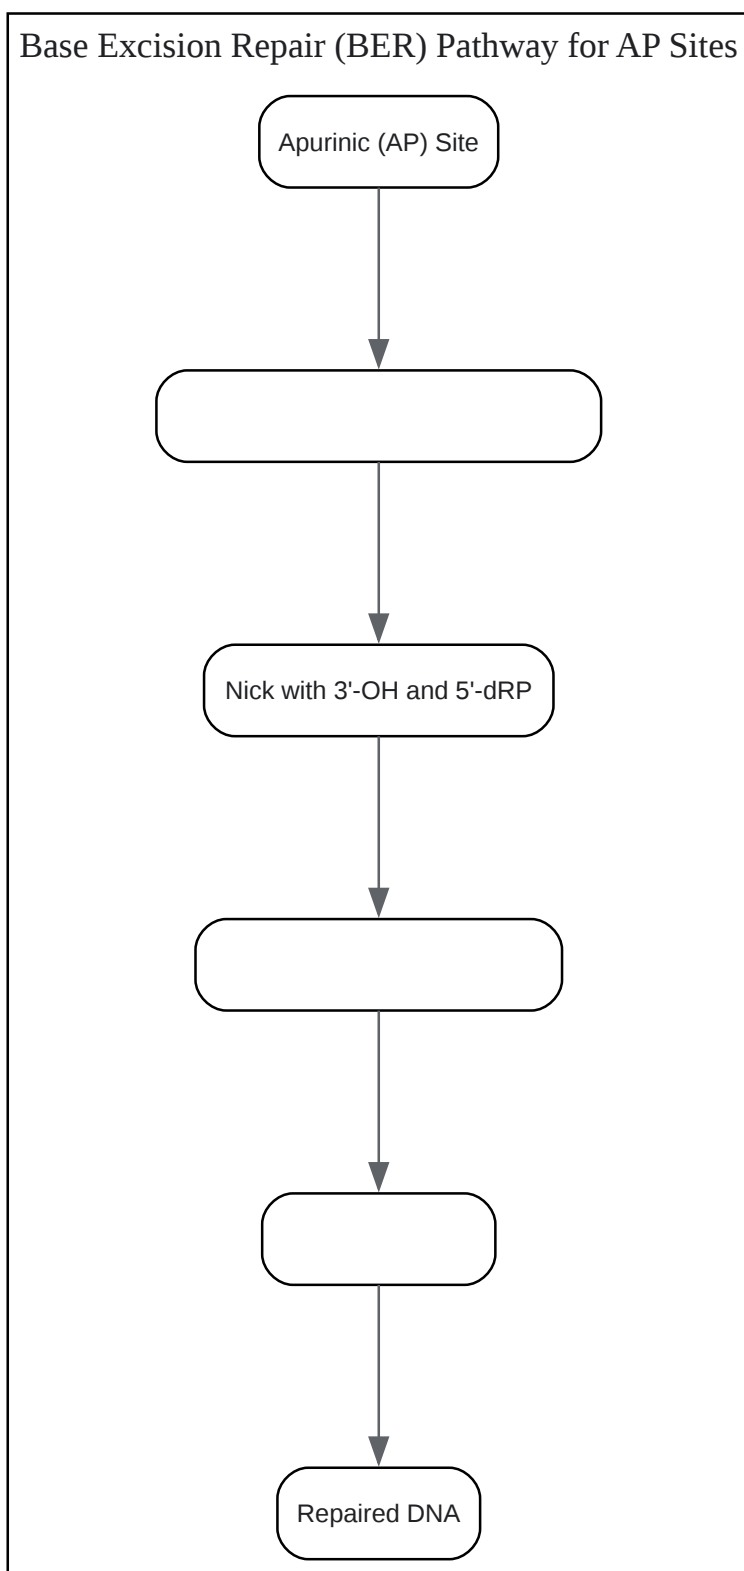 Base Excision Repair (BER) Pathway for AP Sites
Apurinic (AP) Site
Nick with 3'-OH and 5'-dRP
Repaired DNA